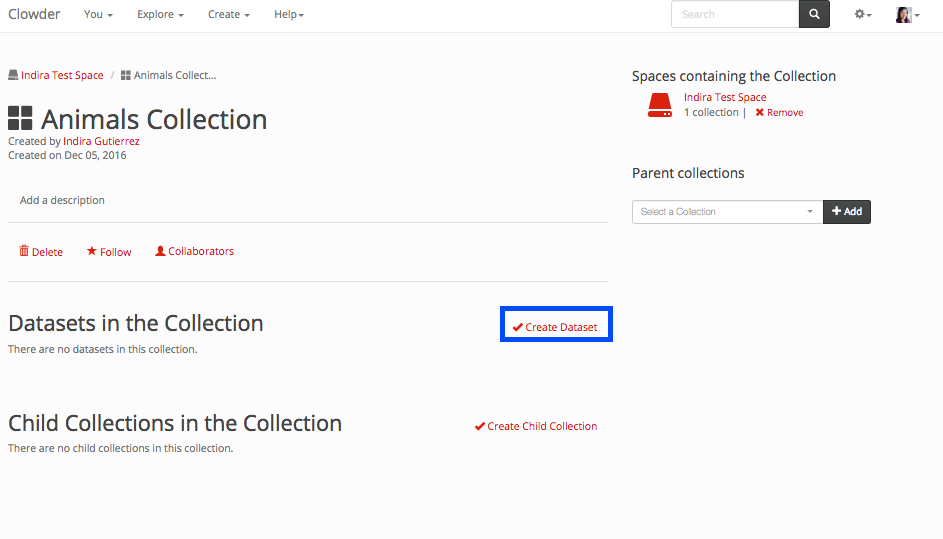 Clowder You Explore Create Help Search
Indira Test Space / Animals Collect...
Animals Collection
Created by Indira Gutierrez
Created on Dec 05, 2016
Add a description
Delete Follow Collaborators
Datasets in the Collection
Create Dataset
There are no datasets in this collection.
Child Collections in the Collection
Create Child Collection
There are no child collections in this collection.
Spaces containing the Collection
Indira Test Space
1 collection | Remove
Parent collections
Select a Collection Add